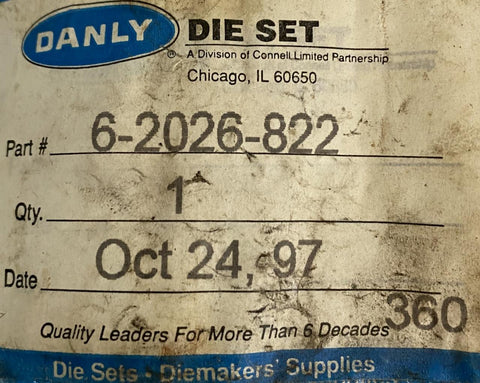 DANLY ® DIE SET
A Division of Connell Limited Partnership
Chicago, IL 60650
Part # 6-2026-822
Qty. 1
Date Oct 24, 97
360
Quality Leaders For More Than 6 Decades
Die Sets - Diemakers' Supplies